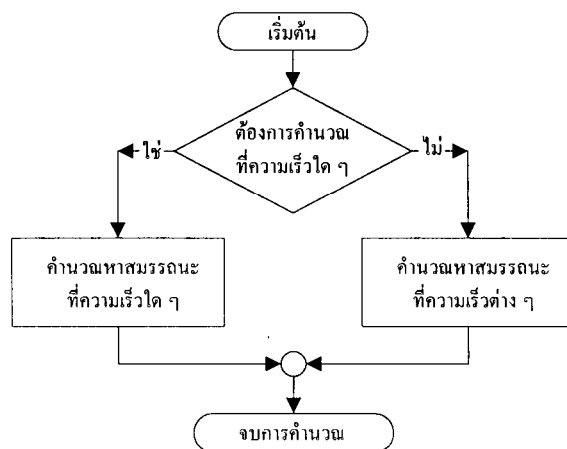 เริ่มต้น
ต้องการคำนวณ
ที่ความเร็วใด ๆ
ใช่
ไม่
คำนวณหาสมรรถนะ
ที่ความเร็วใด ๆ
คำนวณหาสมรรถนะ
ที่ความเร็วต่าง ๆ
จบการคำนวณ